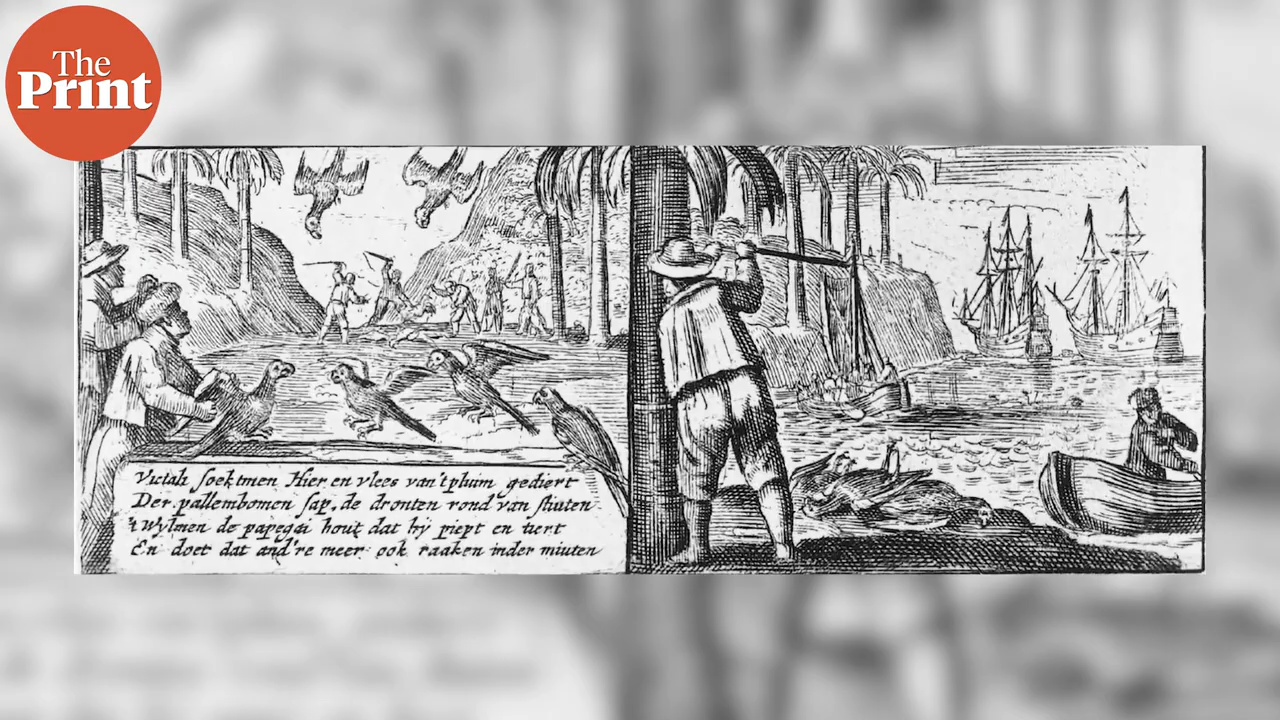 The
Print
Victali soektmen Hier en vlees van't pluim gediert
Der pallembomen sap, de dronten rond van stuiten
't Wylmen de papegai hout dat hy piept en tiert
En doet dat and're meer ook raaken inder miuten